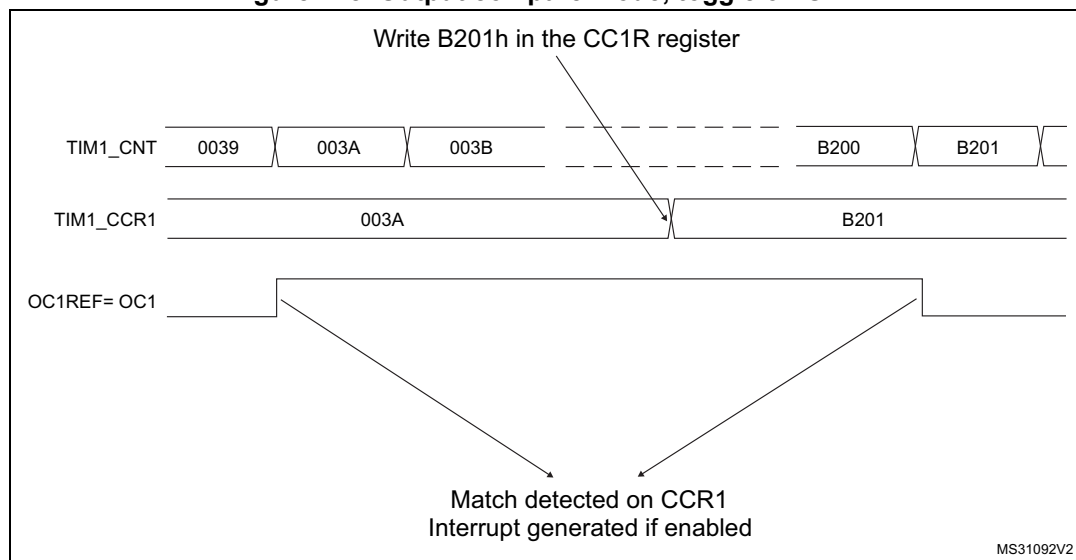 Write B201h in the CC1R register
TIM1_CNT 0039 003A 003B B200 B201
TIM1_CCR1 003A B201
OC1REF= OC1
Match detected on CCR1
Interrupt generated if enabled
MS31092V2